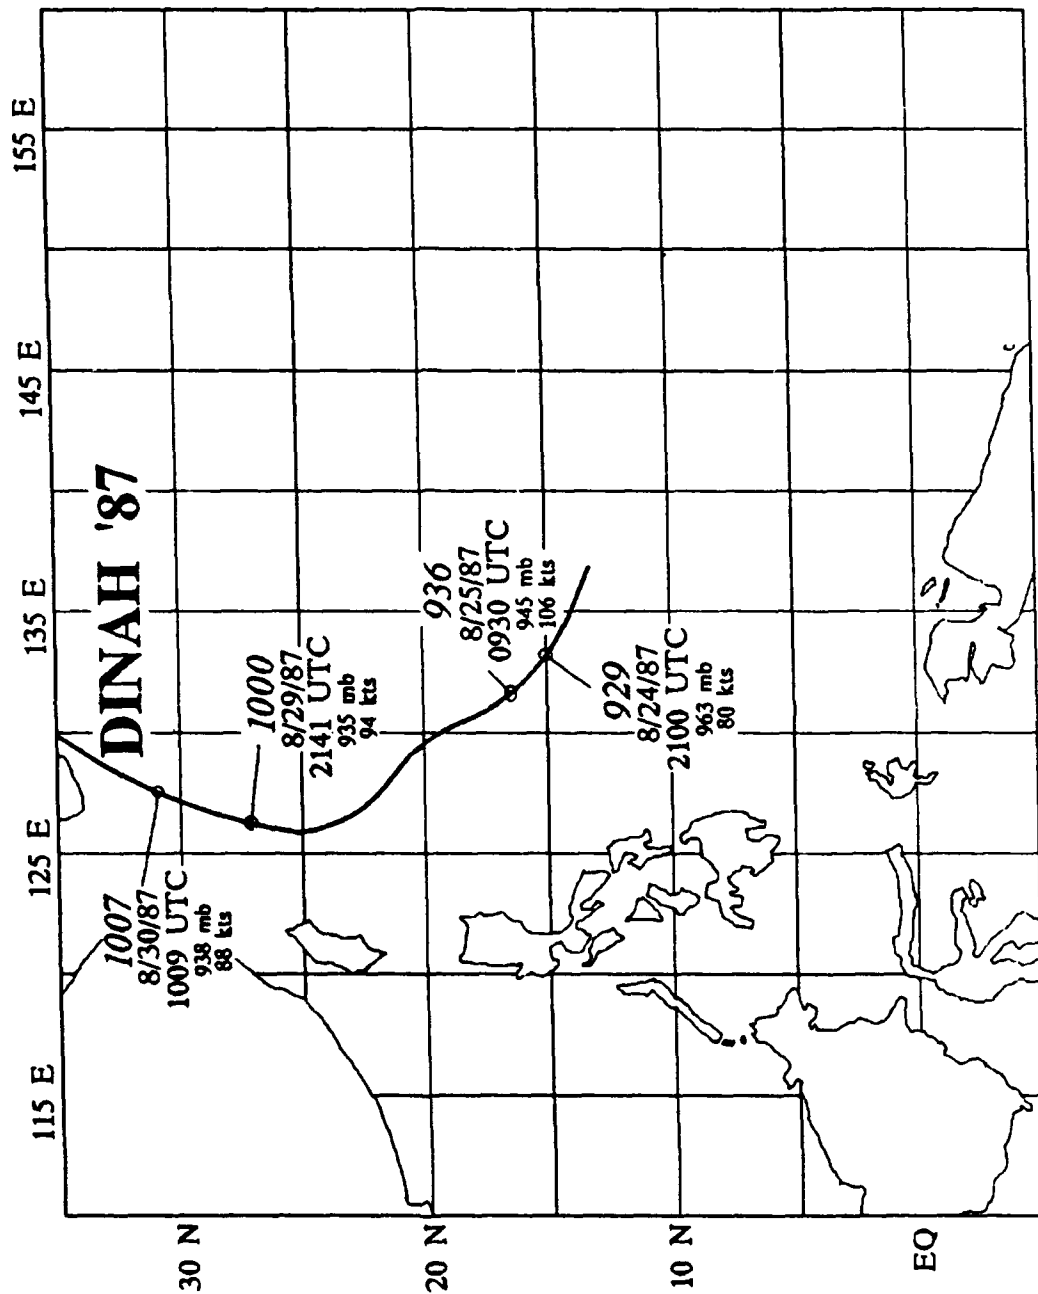 DINAH '87
115 E
125 E
135 E
145 E
155 E
1007
8/30/87
1009 UTC
938 mb
88 kts
1000
8/29/87
2141 UTC
935 mb
94 kts
936
8/25/87
0930 UTC
945 mb
106 kts
929
8/24/87
2100 UTC
963 mb
80 kts
30 N
20 N
10 N
EQ